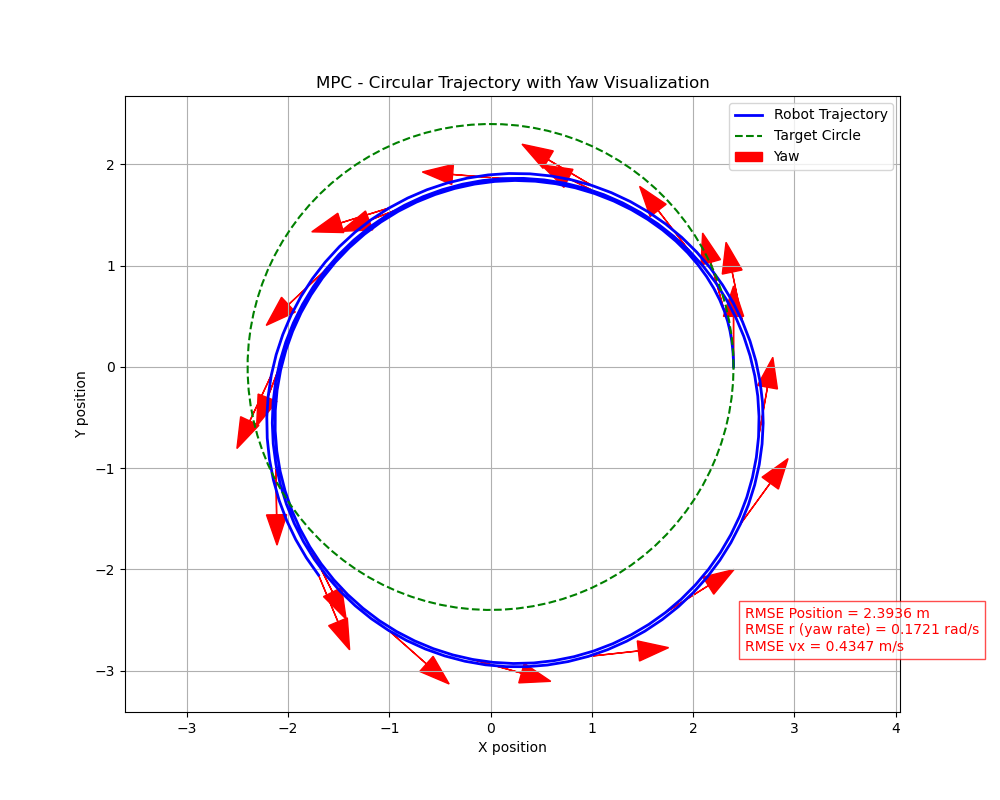 MPC - Circular Trajectory with Yaw Visualization
Robot Trajectory
Target Circle
Yaw
Y position
2
1
0
−1
−2
−3
RMSE Position = 2.3936 m
RMSE r (yaw rate) = 0.1721 rad/s
RMSE vx = 0.4347 m/s
−3 −2 −1 0 1 2 3 4
X position